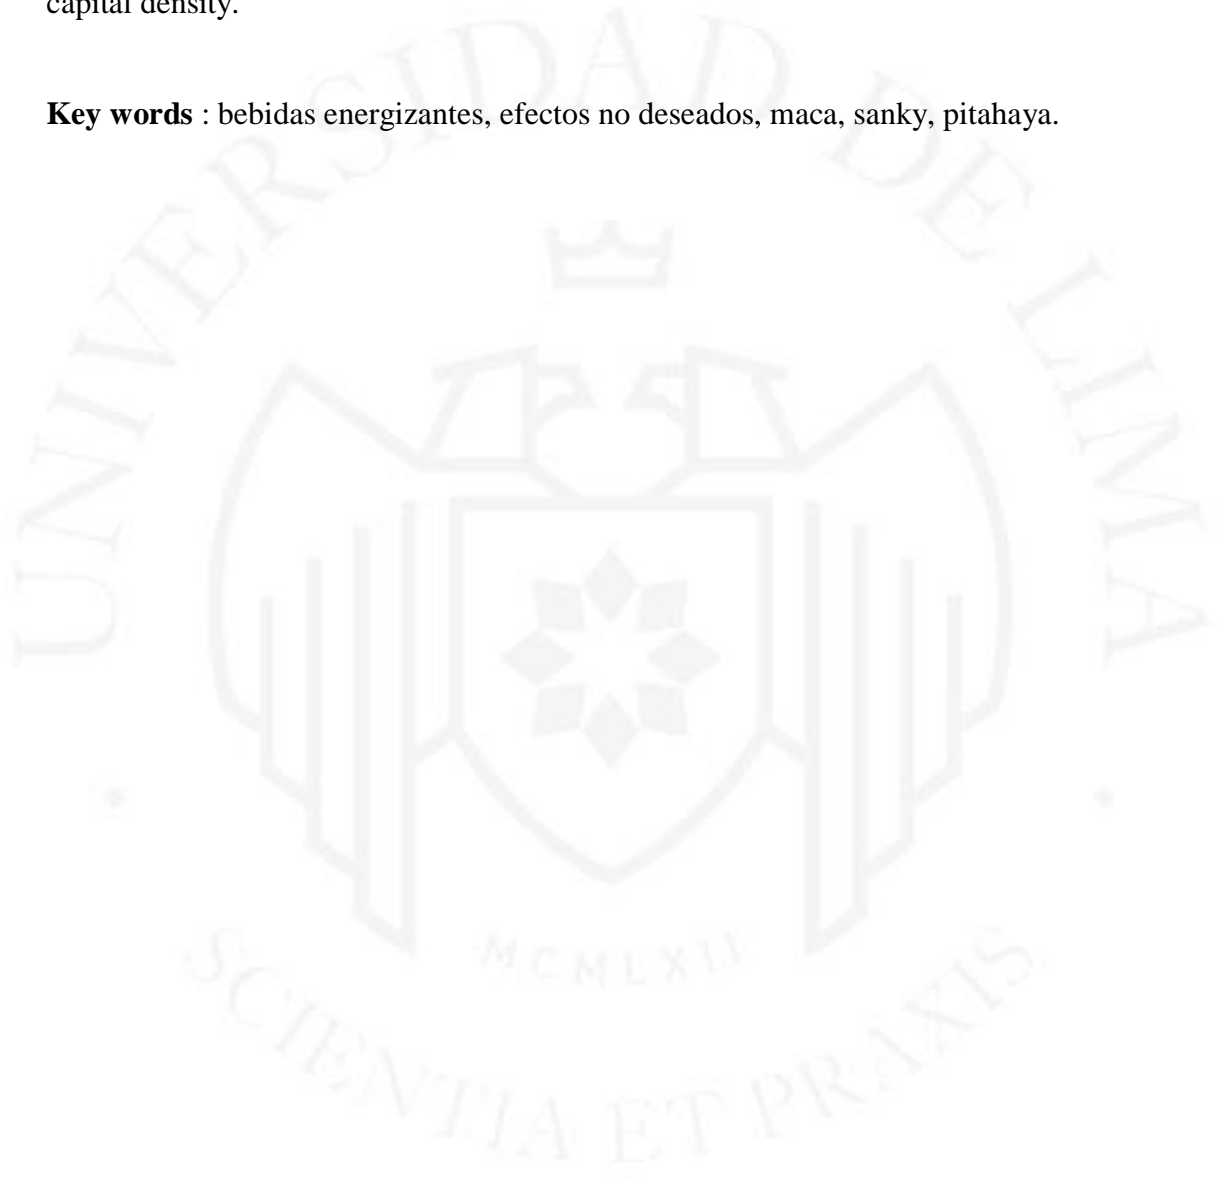 capital density.
Key words : bebidas energizantes, efectos no deseados, maca, sanky, pitahaya.
UNIVERSIDAD DE LIMA
MCMLXII
SCIENTIA ET PRAXIS